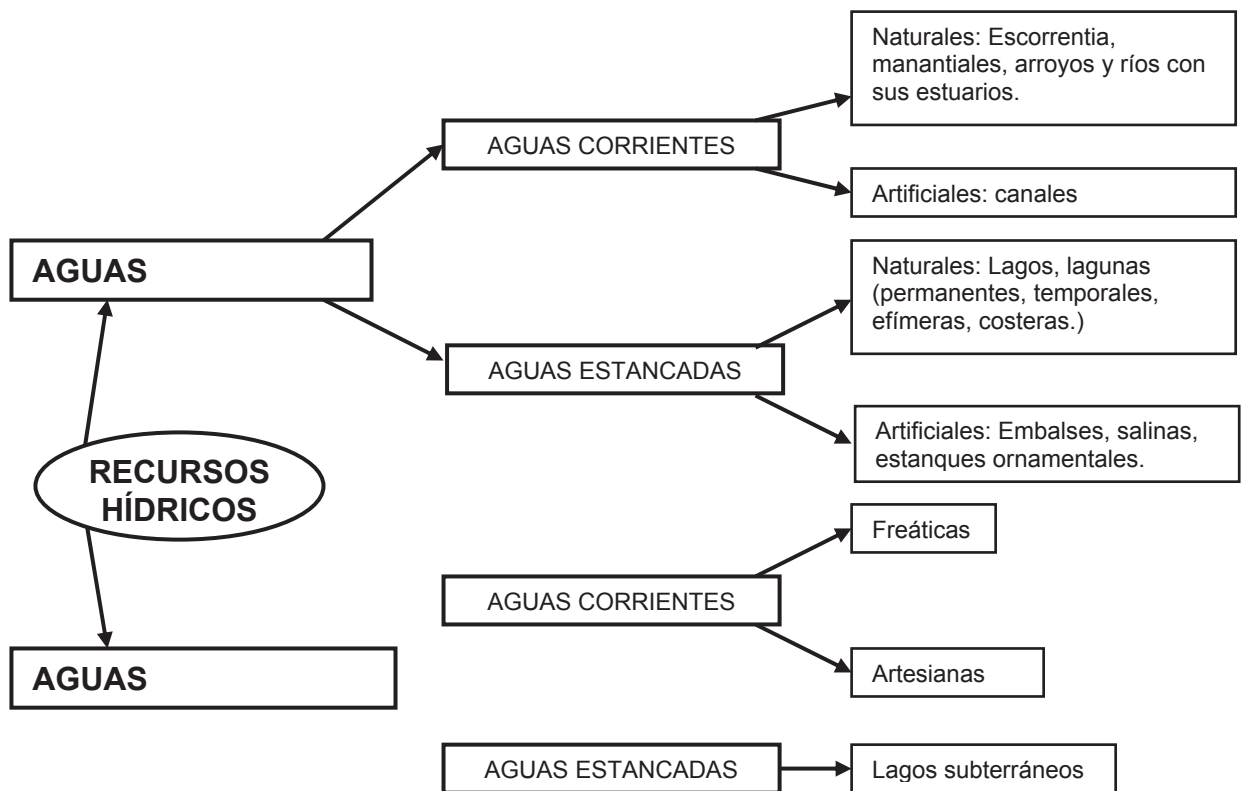 Naturales: Escorrentia,
manantiales, arroyos y ríos con
sus estuarios.
AGUAS CORRIENTES
Artificiales: canales
AGUAS
Naturales: Lagos, lagunas
(permanentes, temporales,
efímeras, costeras.)
AGUAS ESTANCADAS
Artificiales: Embalses, salinas,
estanques ornamentales.
RECURSOS
HÍDRICOS
Freáticas
AGUAS CORRIENTES
AGUAS
Artesianas
AGUAS ESTANCADAS
Lagos subterráneos